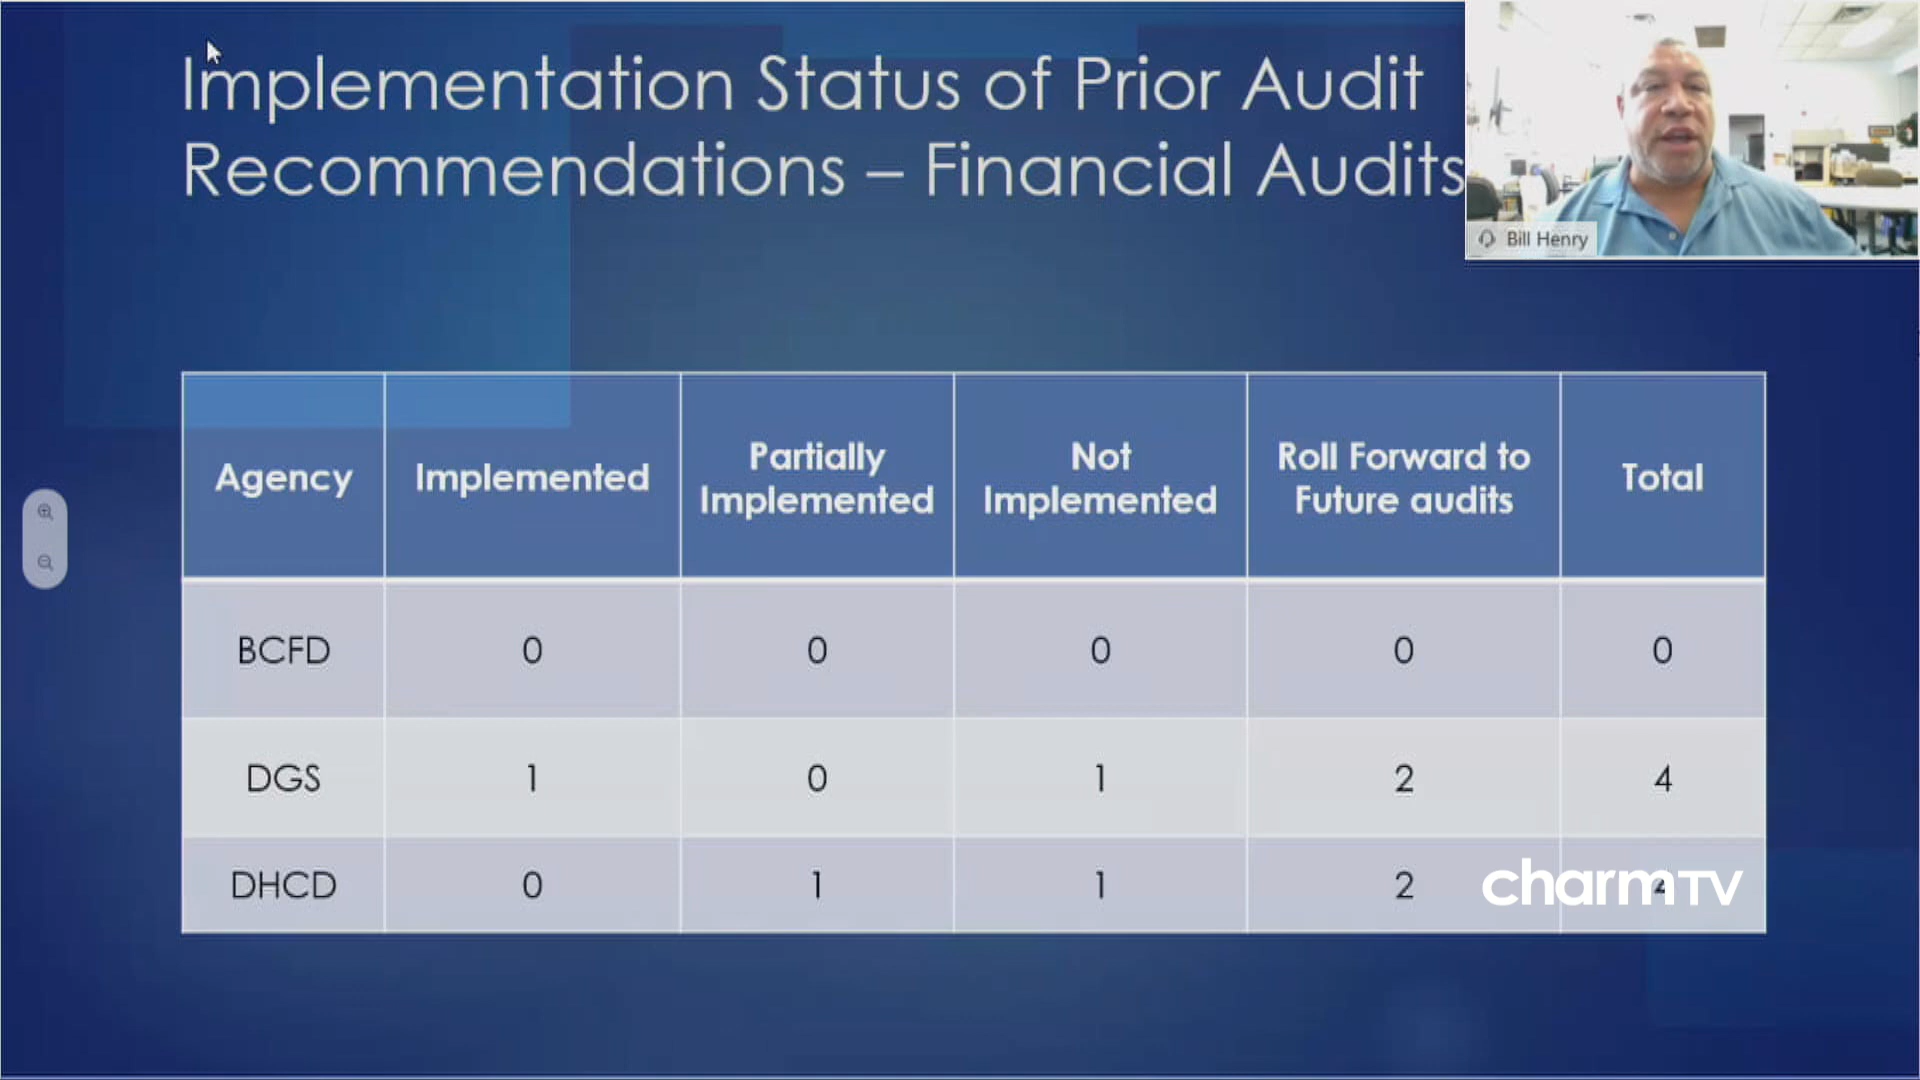 Implementation Status of Prior Audit
Recommendations – Financial Audits
Bill Henry
Agency
Implemented
Partially
Implemented
Not
Implemented
Roll Forward to
Future audits
Total
BCFD
0
0
0
0
0
DGS
1
0
1
2
4
DHCD
0
1
1
2
charmTV